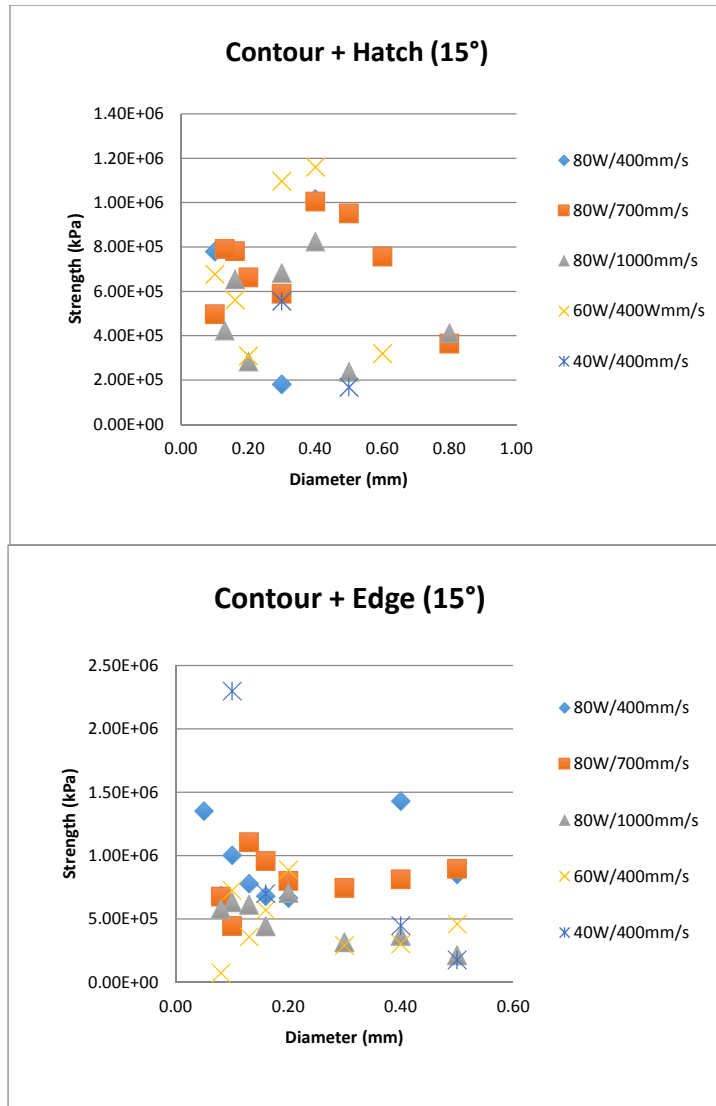 Contour + Hatch (15°)
1.40E+06
1.20E+06
1.00E+06
8.00E+05
6.00E+05
4.00E+05
2.00E+05
0.00E+00
Strength (kPa)
0.00 0.20 0.40 0.60 0.80 1.00
Diameter (mm)
80W/400mm/s
80W/700mm/s
80W/1000mm/s
60W/400Wmm/s
40W/400mm/s
Contour + Edge (15°)
2.50E+06
2.00E+06
1.50E+06
1.00E+06
5.00E+05
0.00E+00
Strength (kPa)
0.00 0.20 0.40 0.60
Diameter (mm)
80W/400mm/s
80W/700mm/s
80W/1000mm/s
60W/400mm/s
40W/400mm/s